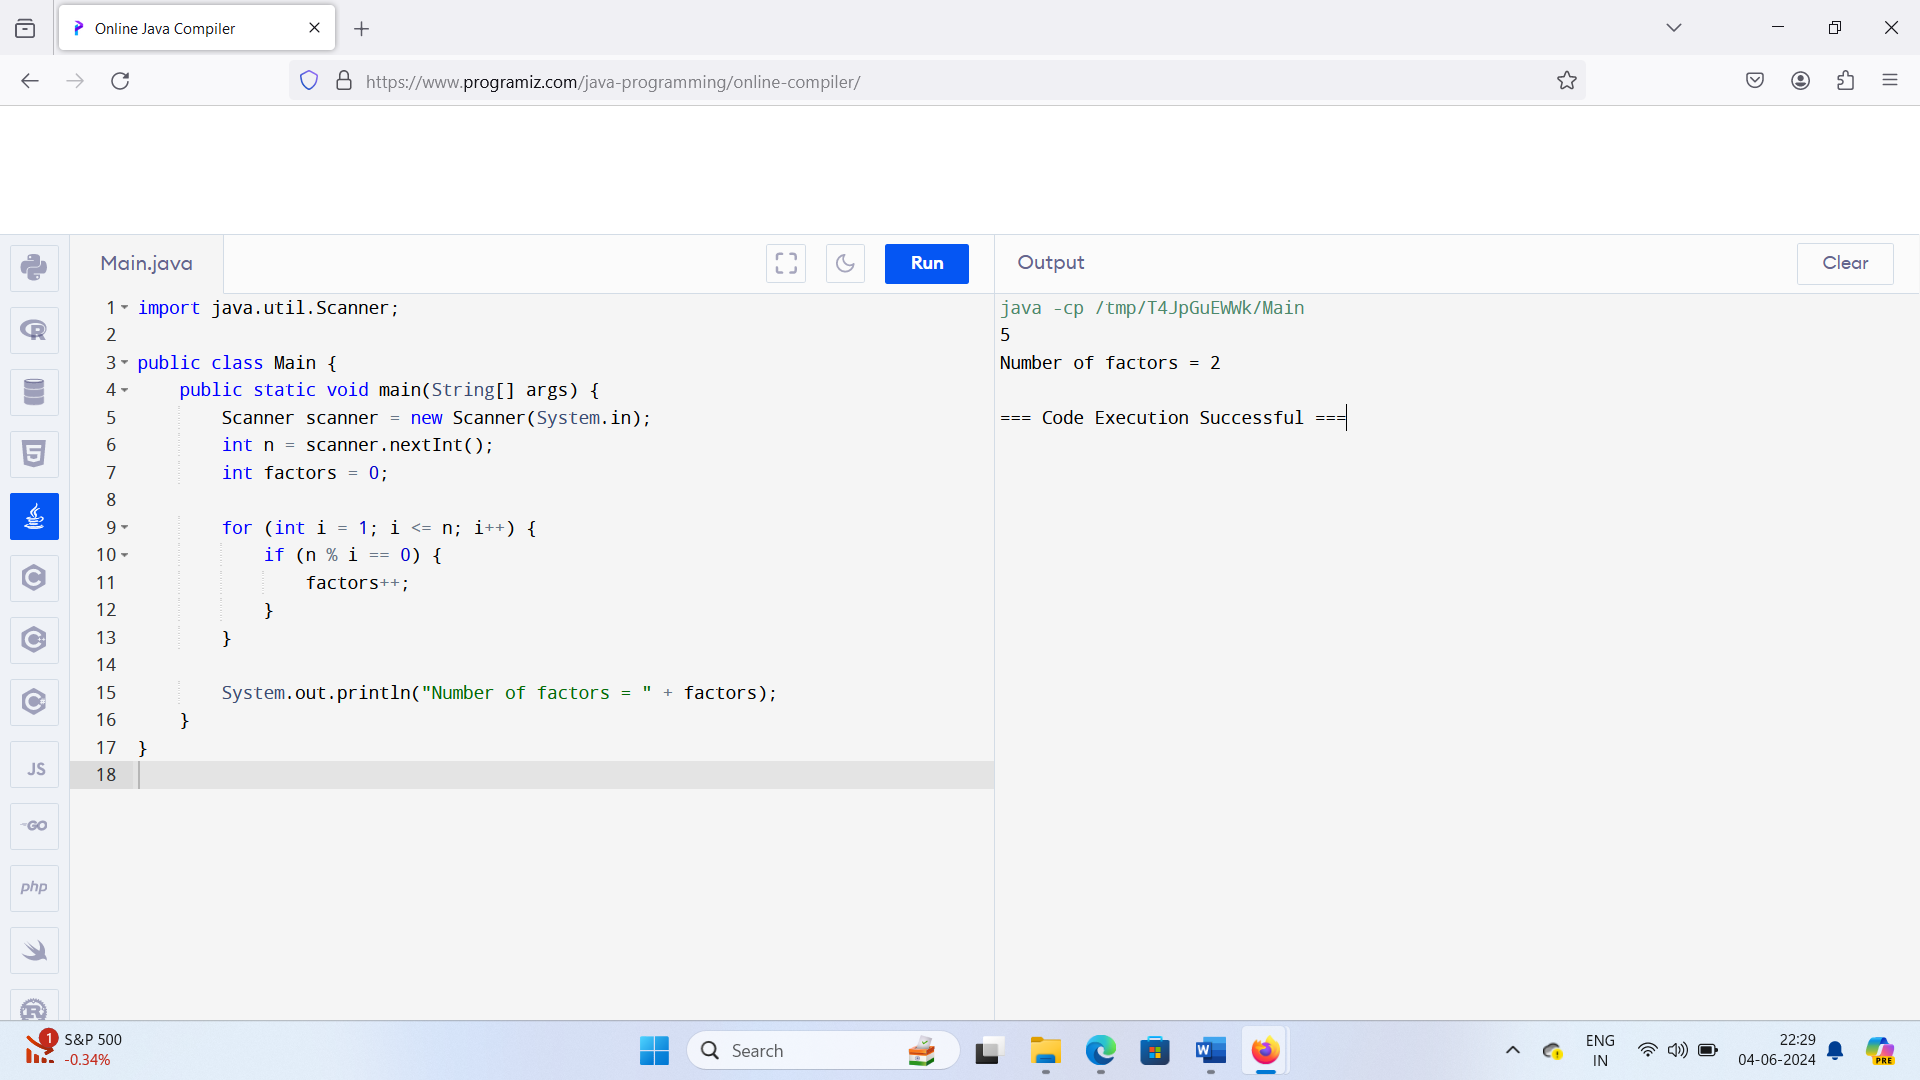 Online Java Compiler
https://www.programiz.com/java-programming/online-compiler/
Main.java
Run
Output
Clear
1 import java.util.Scanner;
2
3 public class Main {
4 public static void main(String[] args) {
5 Scanner scanner = new Scanner(System.in);
6 int n = scanner.nextInt();
7 int factors = 0;
8
9 for (int i = 1; i <= n; i++) {
10 if (n % i == 0) {
11 factors++;
12 }
13 }
14
15 System.out.println("Number of factors = " + factors);
16 }
17 }
18
java -cp /tmp/T4JpGuEWWk/Main
5
Number of factors = 2
=== Code Execution Successful ===
JS
GO
php
1
S&P 500
-0.34%
Search
W
ENG
IN
22:29
04-06-2024
PRE